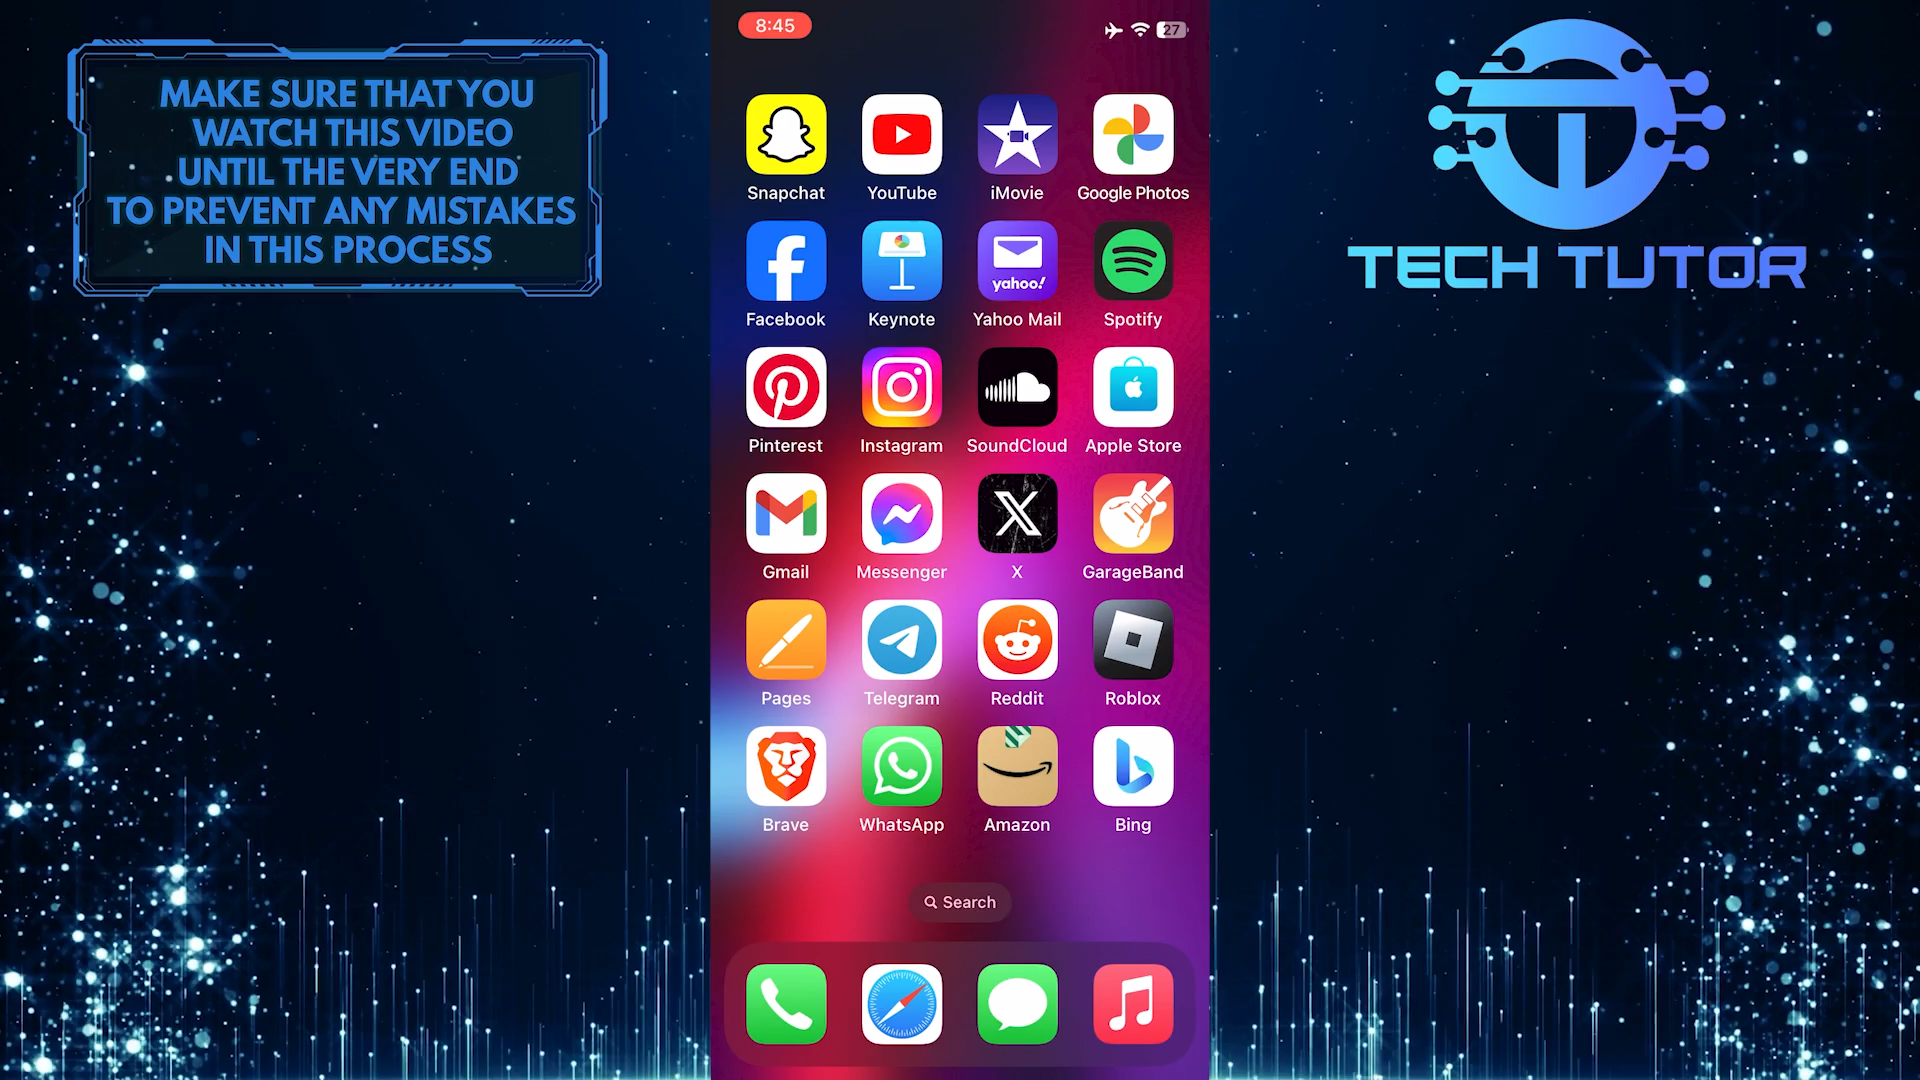 MAKE SURE THAT YOU
WATCH THIS VIDEO
UNTIL THE VERY END
TO PREVENT ANY MISTAKES
IN THIS PROCESS
8:45
27
Snapchat
YouTube
iMovie
Google Photos
yahoo!
Facebook
Keynote
Yahoo Mail
Spotify
Pinterest
Instagram
SoundCloud
Apple Store
Gmail
Messenger
X
GarageBand
Pages
Telegram
Reddit
Roblox
Brave
WhatsApp
Amazon
Bing
Search
TECH TUTOR